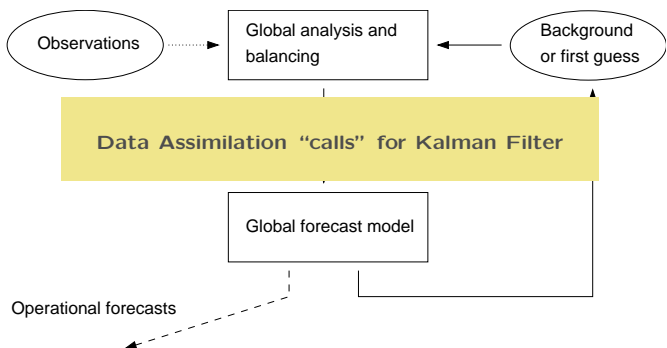 Observations
Global analysis and
balancing
Background
or first guess
Data Assimilation “calls” for Kalman Filter
Global forecast model
Operational forecasts